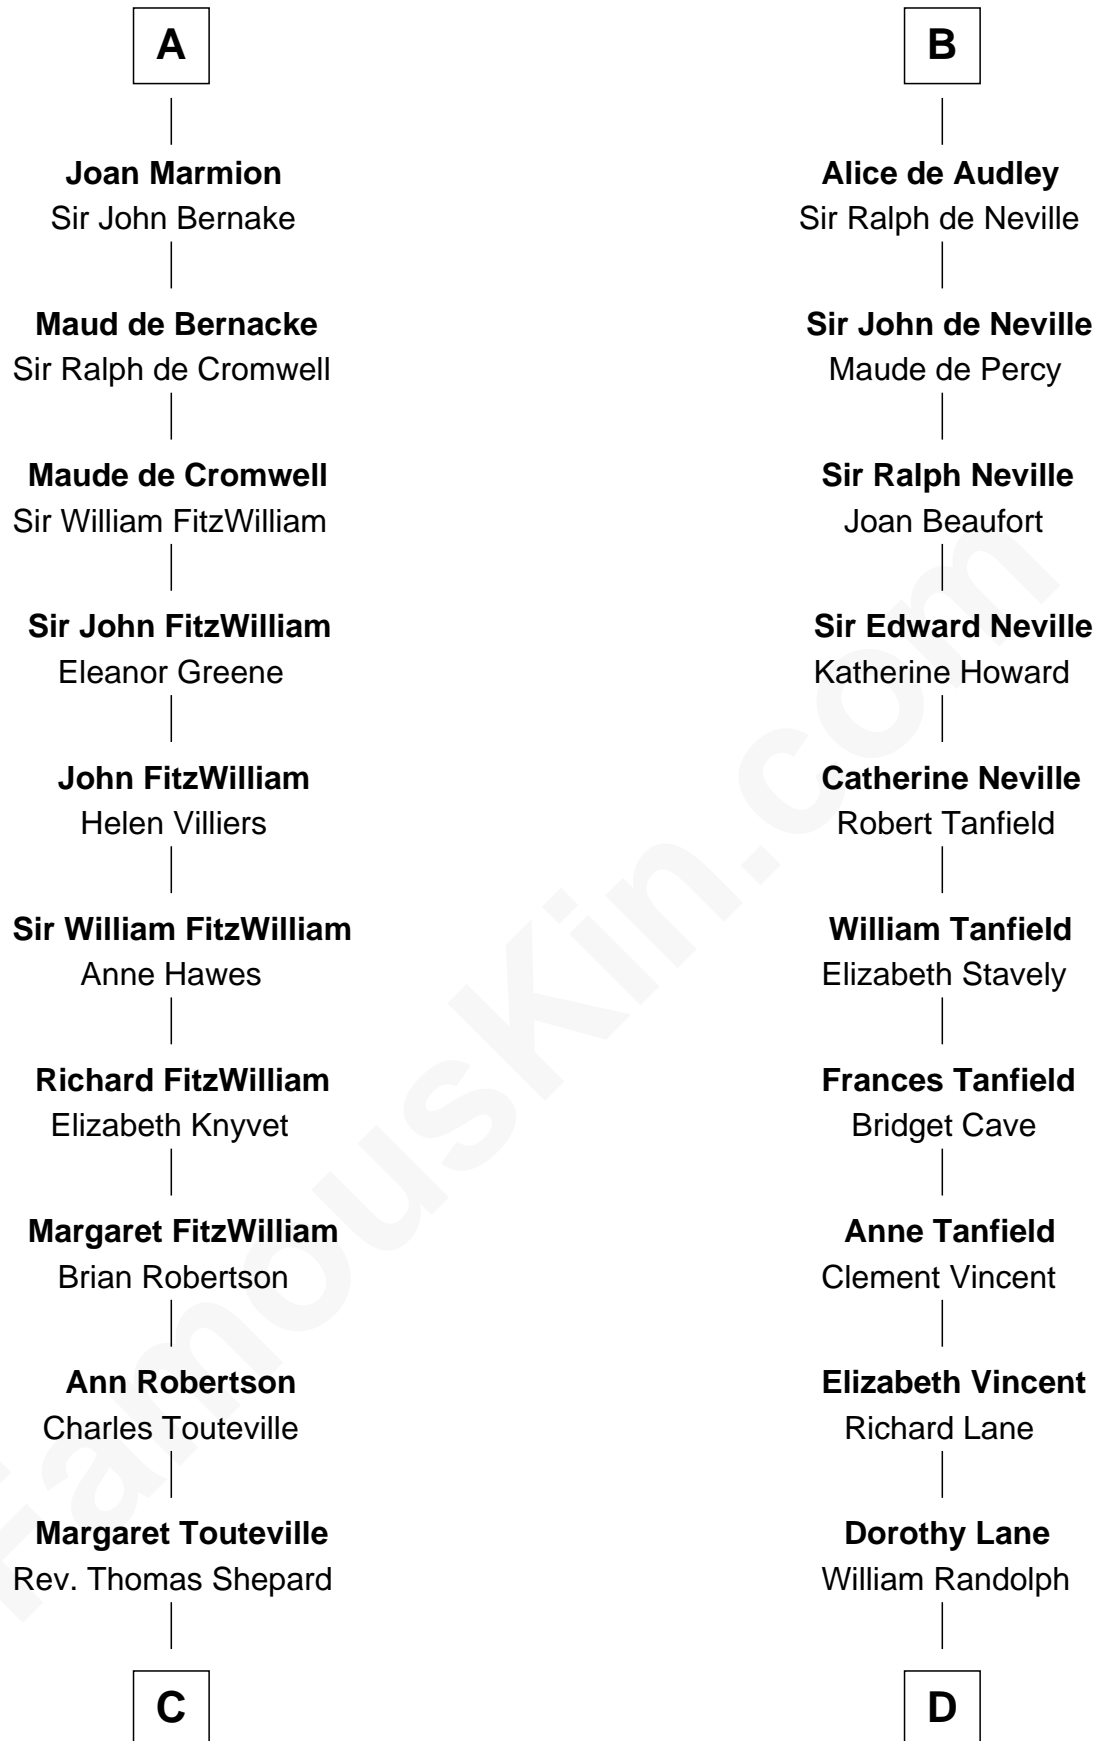 A
Joan Marmion
Sir John Bernake
Maud de Bernacke
Sir Ralph de Cromwell
Maude de Cromwell
Sir William FitzWilliam
Sir John FitzWilliam
Eleanor Greene
John FitzWilliam
Helen Villiers
Sir William FitzWilliam
Anne Hawes
Richard FitzWilliam
Elizabeth Knyvet
Margaret FitzWilliam
Brian Robertson
Ann Robertson
Charles Touteville
Margaret Touteville
Rev. Thomas Shepard
C
B
Alice de Audley
Sir Ralph de Neville
Sir John de Neville
Maude de Percy
Sir Ralph Neville
Joan Beaufort
Sir Edward Neville
Katherine Howard
Catherine Neville
Robert Tanfield
William Tanfield
Elizabeth Stavely
Frances Tanfield
Bridget Cave
Anne Tanfield
Clement Vincent
Elizabeth Vincent
Richard Lane
Dorothy Lane
William Randolph
D
FamousKin.com